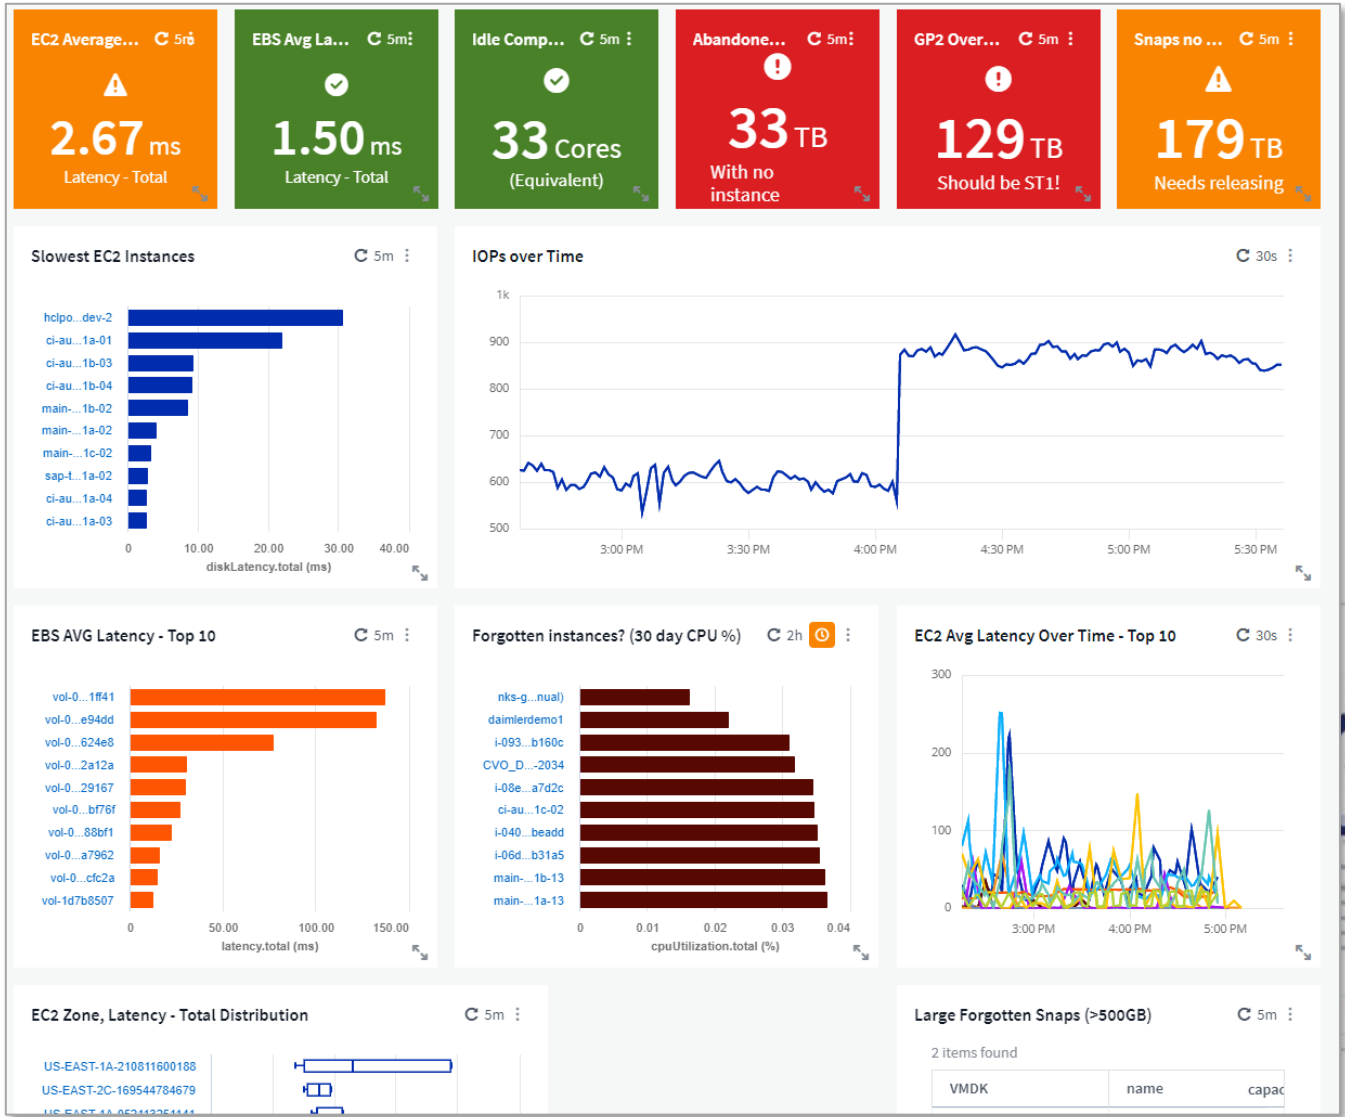 EC2 Average... 5m
2.67 ms
Latency - Total
EBS Avg La... 5m
1.50 ms
Latency - Total
Idle Comp... 5m
33 Cores
(Equivalent)
Abandone... 5m
33 TB
With no
instance
GP2 Over... 5m
129 TB
Should be ST1!
Snaps no ... 5m
179 TB
Needs releasing
Slowest EC2 Instances 5m
hclpo...dev-2
ci-au...1a-01
ci-au...1b-03
ci-au...1b-04
main-...1b-02
main-...1a-02
main-...1c-02
sap-t...1a-02
ci-au...1a-04
ci-au...1a-03
0 10.00 20.00 30.00 40.00
diskLatency.total (ms)
IOPs over Time 30s
1k
900
800
700
600
500
3:00 PM 3:30 PM 4:00 PM 4:30 PM 5:00 PM 5:30 PM
EBS AVG Latency - Top 10 5m
vol-0...1ff41
vol-0...e94dd
vol-0...624e8
vol-0...2a12a
vol-0...29167
vol-0...bf76f
vol-0...88bf1
vol-0...a7962
vol-0...cfc2a
vol-1d7b8507
0 50.00 100.00 150.00
latency.total (ms)
Forgotten instances? (30 day CPU %) 2h
nks-g...nual)
daimlerdemo1
i-093...b160c
CVO_D...-2034
i-08e...a7d2c
ci-au...1c-02
i-040...beadd
i-06d...b31a5
main-...1b-13
main-...1a-13
0 0.01 0.02 0.03 0.04
cpuUtilization.total (%)
EC2 Avg Latency Over Time - Top 10 30s
300
200
100
0
3:00 PM 4:00 PM 5:00 PM
EC2 Zone, Latency - Total Distribution 5m
US-EAST-1A-210811600188
US-EAST-2C-169544784679
US-EAST-1A-052113251141
Large Forgotten Snaps (>500GB) 5m
2 items found
VMDK name capac